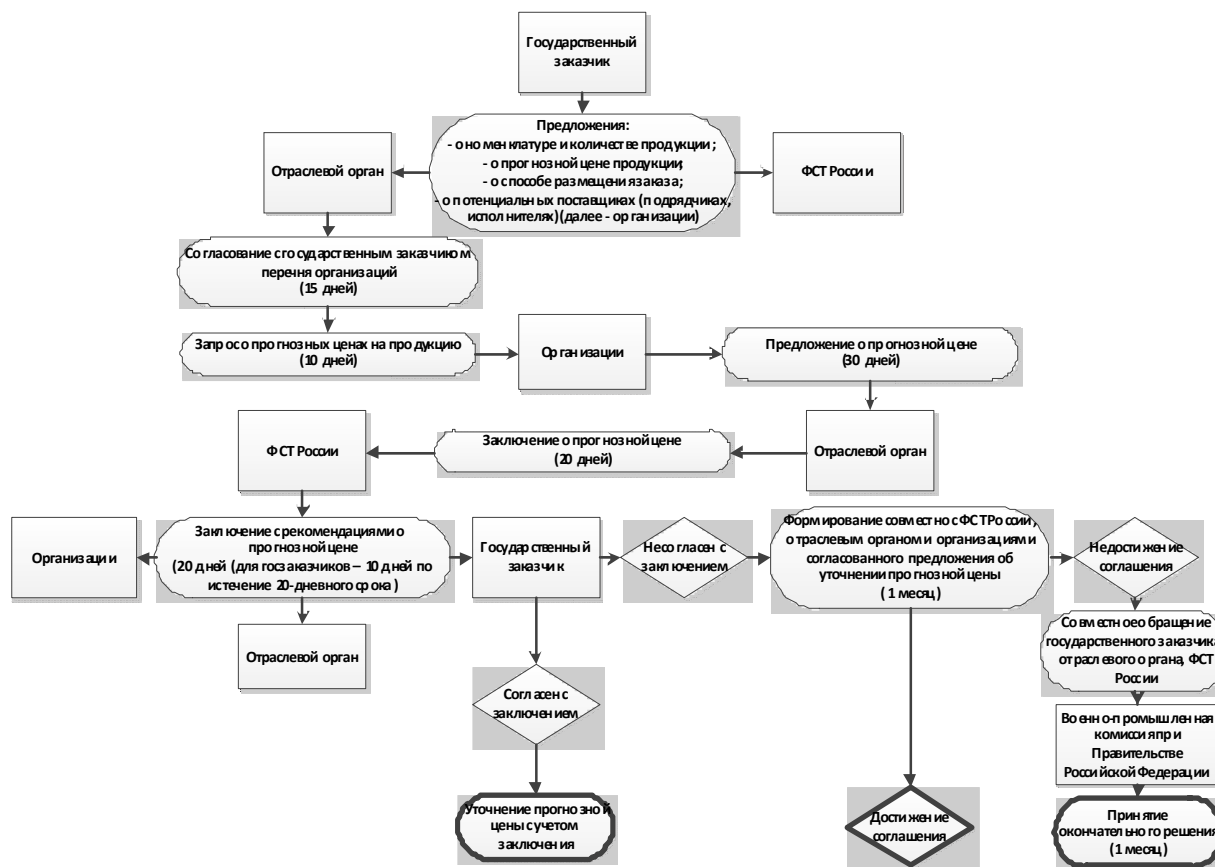 Государственный
заказчик
Предложения:
- о номенклатуре и количестве продукции;
- о прогнозной цене продукции;
- о способе размещения заказа;
- о потенциальных поставщиках (подрядчиках,
исполнителях) (далее - организации)
Отраслевой орган
ФСТ России
Согласование с государственным заказчиком
перечня организаций
(15 дней)
Запрос о прогнозных ценах на продукцию
(10 дней)
Организации
Предложение о прогнозной цене
(30 дней)
ФСТ России
Заключение о прогнозной цене
(20 дней)
Отраслевой орган
Организации
Заключение с рекомендациями о
прогнозной цене
(20 дней (для госзаказчиков – 10 дней по
истечение 20-дневного срока)
Государственный
заказчик
Несогласен с
заключением
Формирование совместно с ФСТ России,
отраслевым органом и организациями
согласованного предложения об
уточнении прогнозной цены
( 1 месяц)
Недостижение
соглашения
Отраслевой орган
Согласен с
заключением
Совместное обращение
государственного заказчика,
отраслевого органа, ФСТ
России
Военно-промышленная
комиссия при
Правительстве
Российской Федерации
Уточнение прогнозной
цены с учетом
заключения
Достижение
соглашения
Принятие
окончательного решения
(1 месяц)